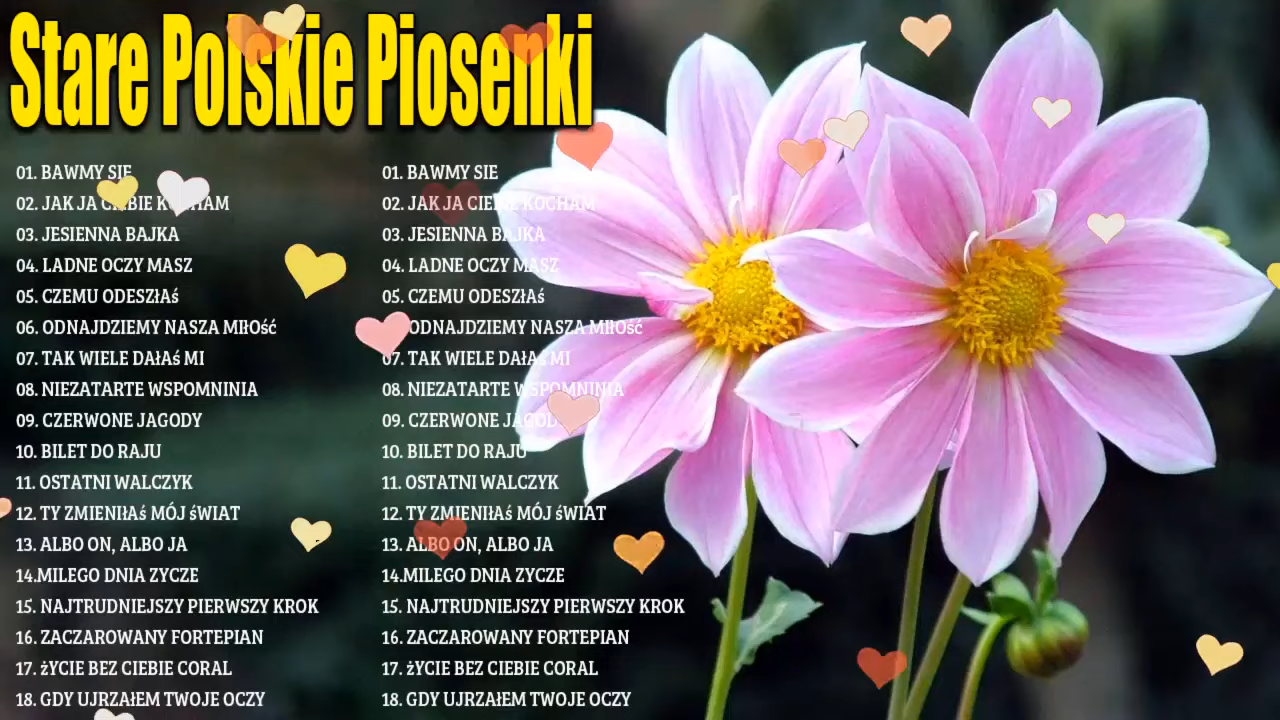 Stare Polskie Piosenki
01. BAWMY SIE
02. JAK JA CIEBIE KOCHAM
03. JESIENNA BAJKA
04. LADNE OCZY MASZ
05. CZEMU ODESZłAś
06. ODNAJDZIEMY NASZA MIłOść
07. TAK WIELE DAłAś MI
08. NIEZATARTE WSPOMNINIA
09. CZERWONE JAGODY
10. BILET DO RAJU
11. OSTATNI WALCZYK
12. TY ZMIENIłAś MÓJ śWIAT
13. ALBO ON, ALBO JA
14.MILEGO DNIA ZYCZE
15. NAJTRUDNIEJSZY PIERWSZY KROK
16. ZACZAROWANY FORTEPIAN
17. żYCIE BEZ CIEBIE CORAL
18. GDY UJRZAłEM TWOJE OCZY
01. BAWMY SIE
02. JAK JA CIEBIE KOCHAM
03. JESIENNA BAJKA
04. LADNE OCZY MASZ
05. CZEMU ODESZłAś
ODNAJDZIEMY NASZA MIłOść
07. TAK WIELE DAłAś MI
08. NIEZATARTE WSPOMNINIA
09. CZERWONE JAGODY
10. BILET DO RAJU
11. OSTATNI WALCZYK
12. TY ZMIENIłAś MÓJ śWIAT
13. ALBO ON, ALBO JA
14.MILEGO DNIA ZYCZE
15. NAJTRUDNIEJSZY PIERWSZY KROK
16. ZACZAROWANY FORTEPIAN
17. żYCIE BEZ CIEBIE CORAL
18. GDY UJRZAłEM TWOJE OCZY